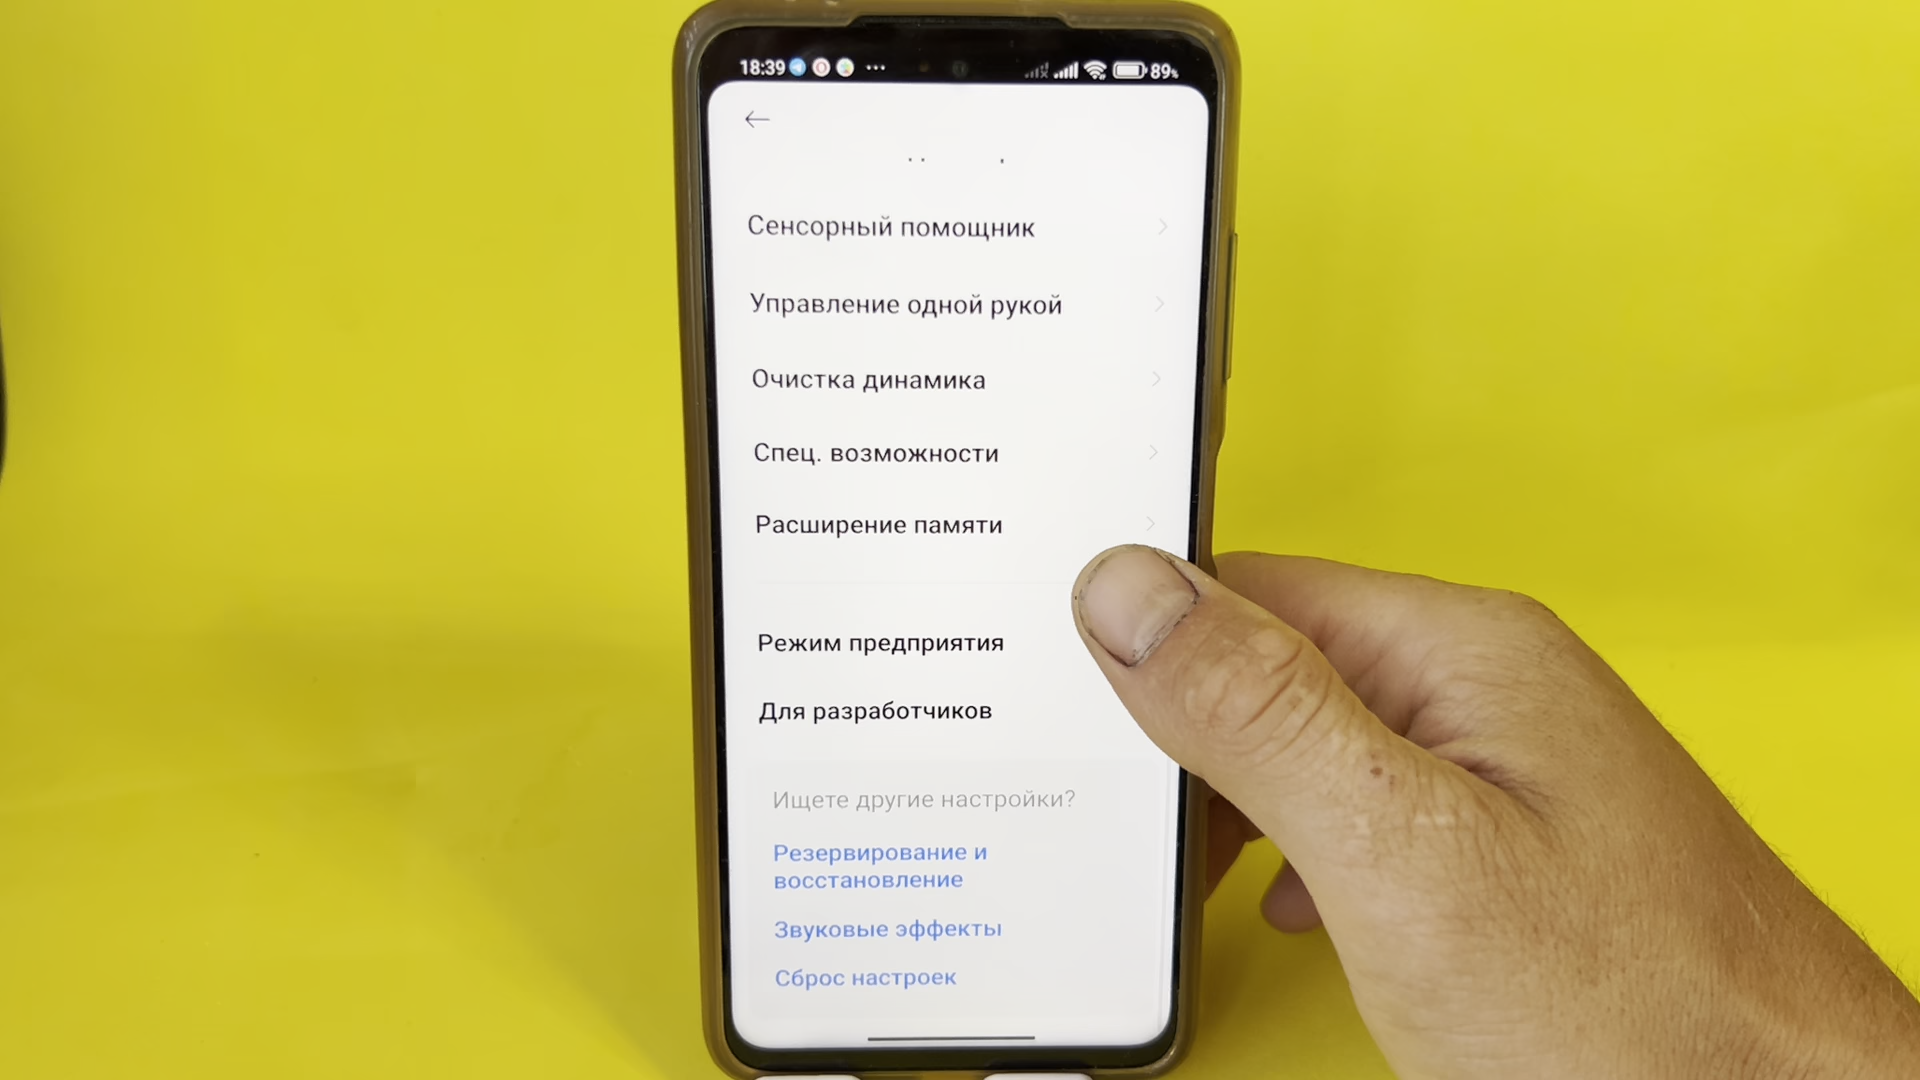 18:39 89%
Сенсорный помощник
Управление одной рукой
Очистка динамика
Спец. возможности
Расширение памяти
Режим предприятия
Для разработчиков
Ищете другие настройки?
Резервирование и
восстановление
Звуковые эффекты
Сброс настроек